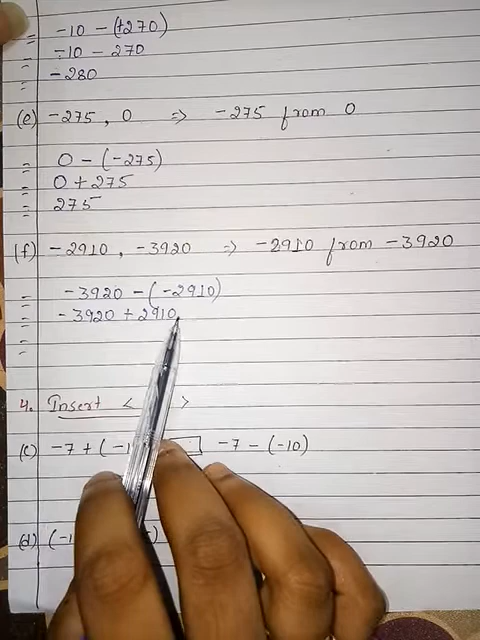 = -10 - (+270)
= -10 - 270
= -280
(e) -275, 0 => -275 from 0
= 0 - (-275)
= 0 + 275
= 275
(f) -2910, -3920 => -2910 from -3920
= -3920 - (-2910)
= -3920 + 2910
=
=
4. Insert < >
(c) -7 + (-1 -7 - (-10)
(d) (-1 )